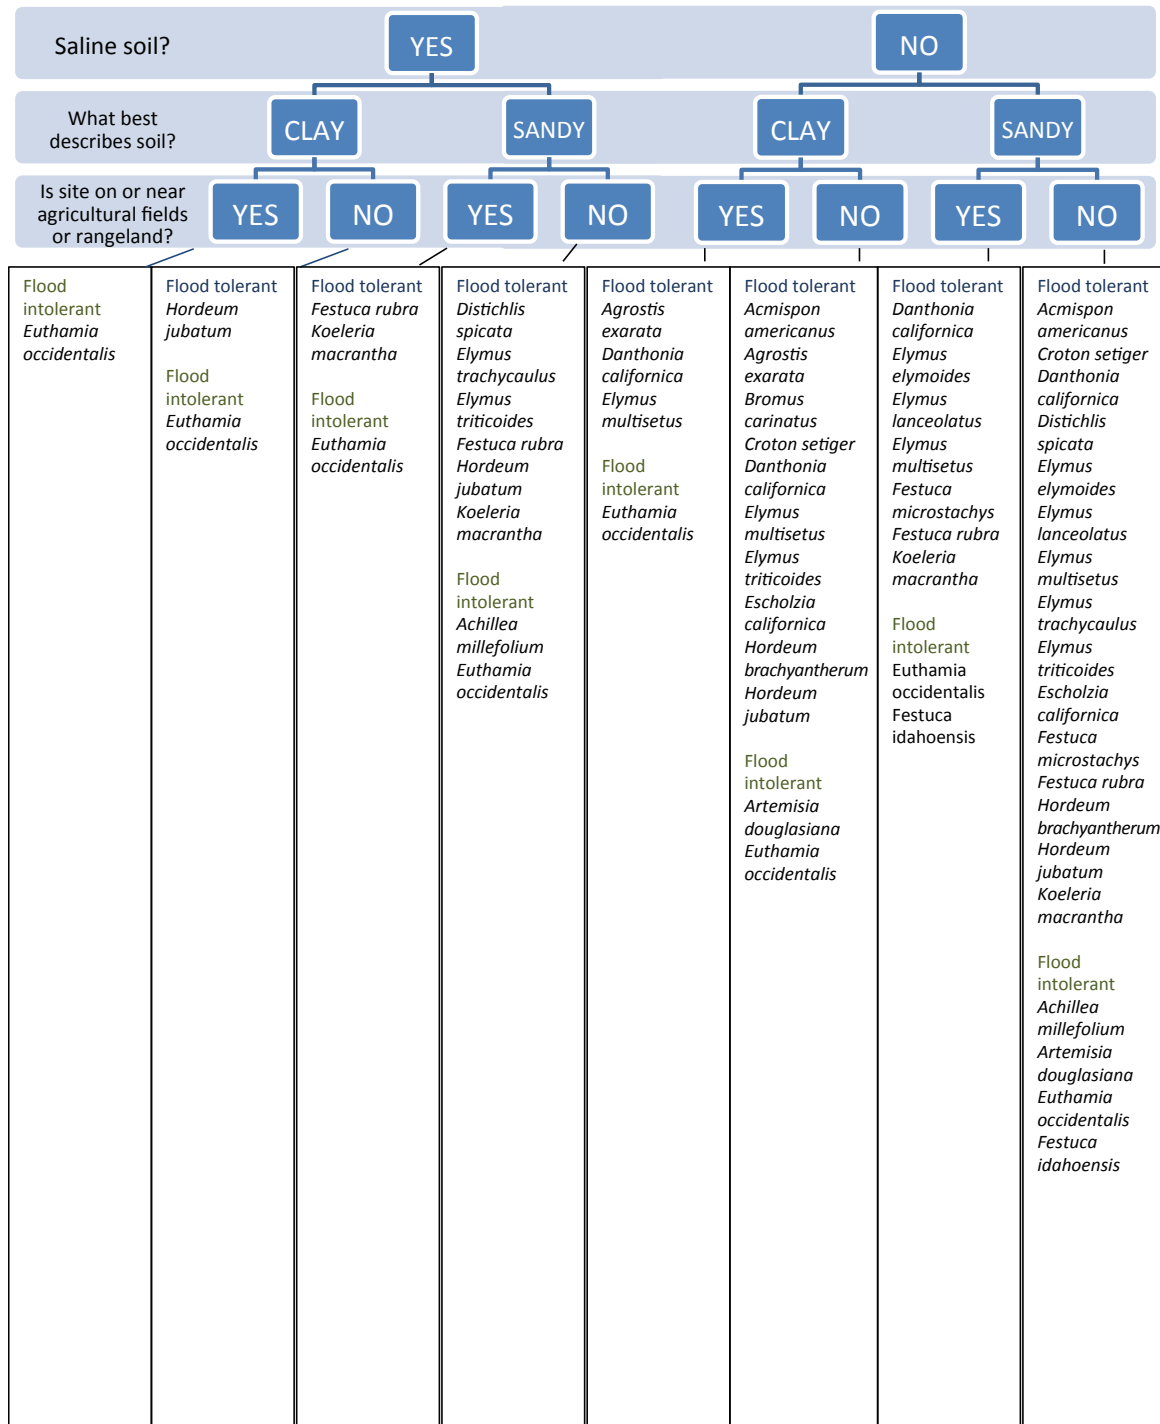 Saline soil?
YES
NO
What best
describes soil?
CLAY
SANDY
CLAY
SANDY
Is site on or near
agricultural fields
or rangeland?
YES
NO
YES
NO
YES
NO
YES
NO
Flood
intolerant
Euthamia
occidentalis
Flood tolerant
Hordeum
jubatum
Flood
intolerant
Euthamia
occidentalis
Flood tolerant
Festuca rubra
Koeleria
macrantha
Flood
intolerant
Euthamia
occidentalis
Flood tolerant
Distichlis
spicata
Elymus
trachycaulus
Elymus
triticoides
Festuca rubra
Hordeum
jubatum
Koeleria
macrantha
Flood
intolerant
Achillea
millefolium
Euthamia
occidentalis
Flood tolerant
Agrostis
exarata
Danthonia
californica
Elymus
multisetus
Flood
intolerant
Euthamia
occidentalis
Flood tolerant
Acmispon
americanus
Agrostis
exarata
Bromus
carinatus
Croton setiger
Danthonia
californica
Elymus
multisetus
Elymus
triticoides
Escholzia
californica
Hordeum
brachyantherum
Hordeum
jubatum
Flood
intolerant
Artemisia
douglasiana
Euthamia
occidentalis
Flood tolerant
Danthonia
californica
Elymus
elymoides
Elymus
lanceolatus
Elymus
multisetus
Festuca
microstachys
Festuca rubra
Koeleria
macrantha
Flood
intolerant
Euthamia
occidentalis
Festuca
idahoensis
Flood tolerant
Acmispon
americanus
Croton setiger
Danthonia
californica
Distichlis
spicata
Elymus
elymoides
Elymus
lanceolatus
Elymus
multisetus
Elymus
trachycaulus
Elymus
triticoides
Escholzia
californica
Festuca
microstachys
Festuca rubra
Hordeum
brachyantherum
Hordeum
jubatum
Koeleria
macrantha
Flood
intolerant
Achillea
millefolium
Artemisia
douglasiana
Euthamia
occidentalis
Festuca
idahoensis